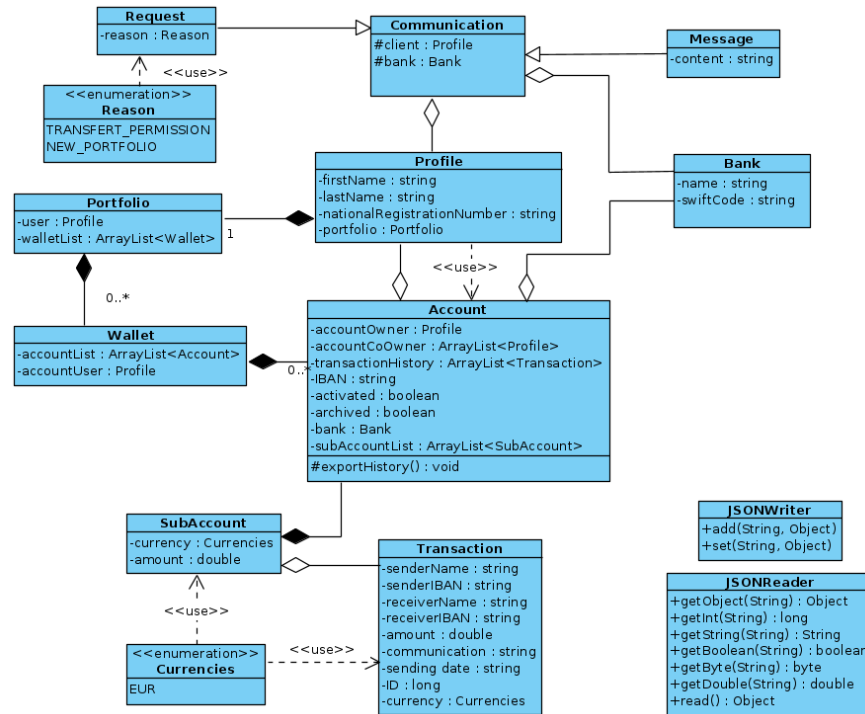 Request
-reason : Reason
<<use>>
<<enumeration>>
Reason
TRANSFERT_PERMISSION
NEW_PORTFOLIO
Communication
#client : Profile
#bank : Bank
Message
-content : string
Bank
-name : string
-swiftCode : string
Profile
-firstName : string
-lastName : string
-nationalRegistrationNumber : string
-portfolio : Portfolio
Portfolio
-user : Profile
-walletList : ArrayList<Wallet>
1
<<use>>
0..*
Wallet
-accountList : ArrayList<Account>
-accountUser : Profile
0..*
Account
-accountOwner : Profile
-accountCoOwner : ArrayList<Profile>
-transactionHistory : ArrayList<Transaction>
-IBAN : string
-activated : boolean
-archived : boolean
-bank : Bank
-subAccountList : ArrayList<SubAccount>
#exportHistory() : void
SubAccount
-currency : Currencies
-amount : double
<<use>>
<<enumeration>>
Currencies
EUR
<<use>>
Transaction
-senderName : string
-senderIBAN : string
-receiverName : string
-receiverIBAN : string
-amount : double
-communication : string
-sending date : string
-ID : long
-currency : Currencies
JSONWriter
+add(String, Object)
+set(String, Object)
JSONReader
+getObject(String) : Object
+getInt(String) : long
+getString(String) : String
+getBoolean(String) : boolean
+getByte(String) : byte
+getDouble(String) : double
+read() : Object